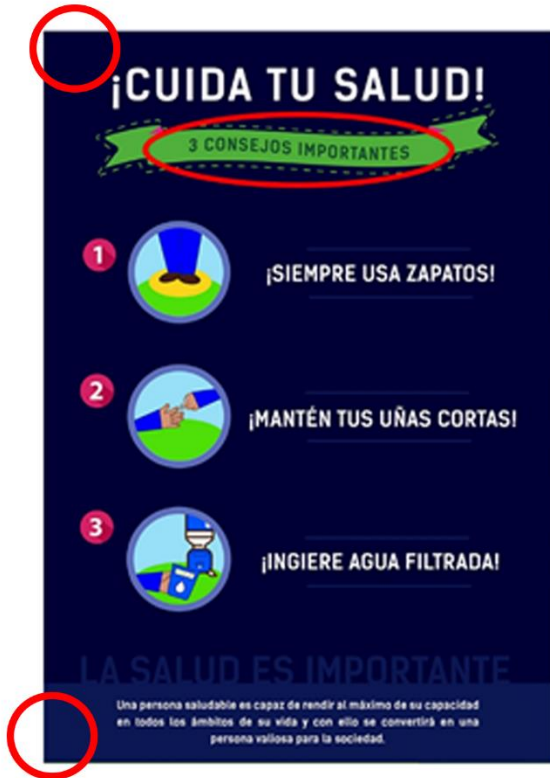 ¡CUIDA TU SALUD!
3 CONSEJOS IMPORTANTES
1
¡SIEMPRE USA ZAPATOS!
2
¡MANTÉN TUS UÑAS CORTAS!
3
¡INGIERE AGUA FILTRADA!
LA SALUD ES IMPORTANTE
Una persona saludable es capaz de rendir al máximo de su capacidad
en todos los ámbitos de su vida y con ello se convertirá en una
persona valiosa para la sociedad.